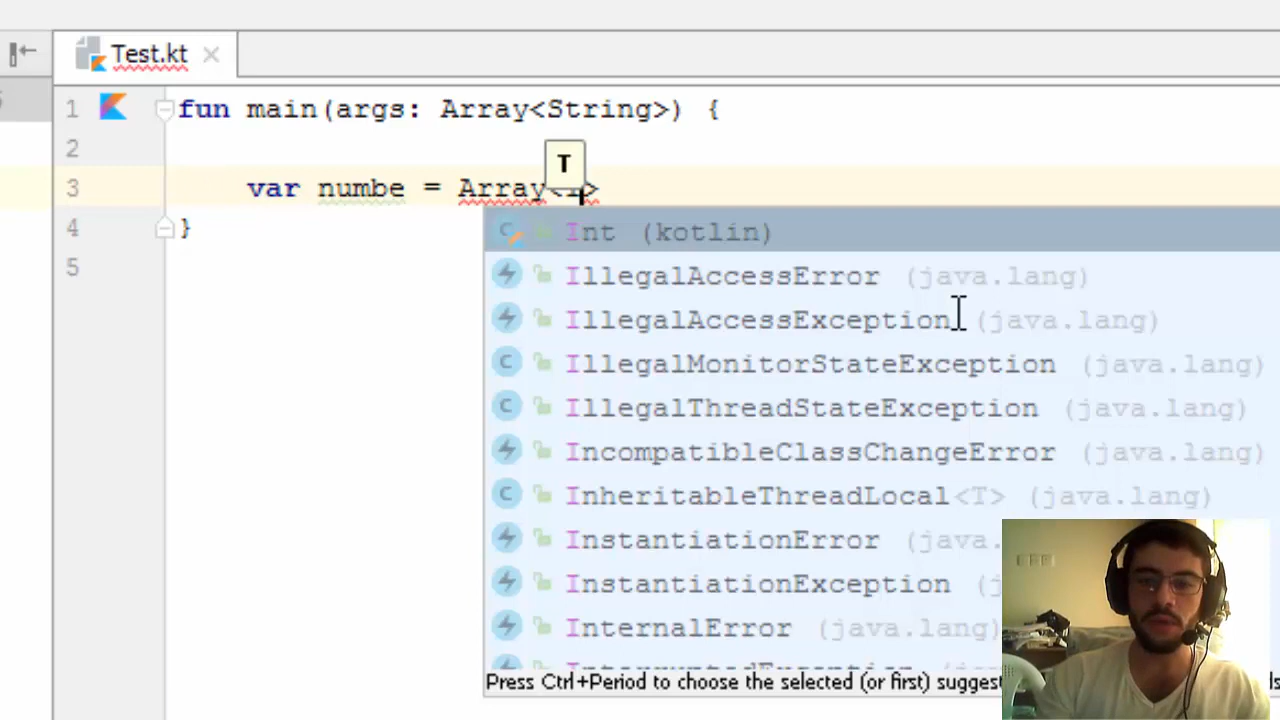 Test.kt
1 fun main(args: Array<String>) {
2
T
3 var numbe = Array<I>
4 }
5
Int (kotlin)
IllegalAccessError (java.lang)
IllegalAccessException (java.lang)
IllegalMonitorStateException (java.lang)
IllegalThreadStateException (java.lang)
IncompatibleClassChangeError (java.lang)
InheritableThreadLocal<T> (java.lang)
InstantiationError (java.
InstantiationException (j
InternalError (java.lang)
InterruptedException
Press Ctrl+Period to choose the selected (or first) suggest